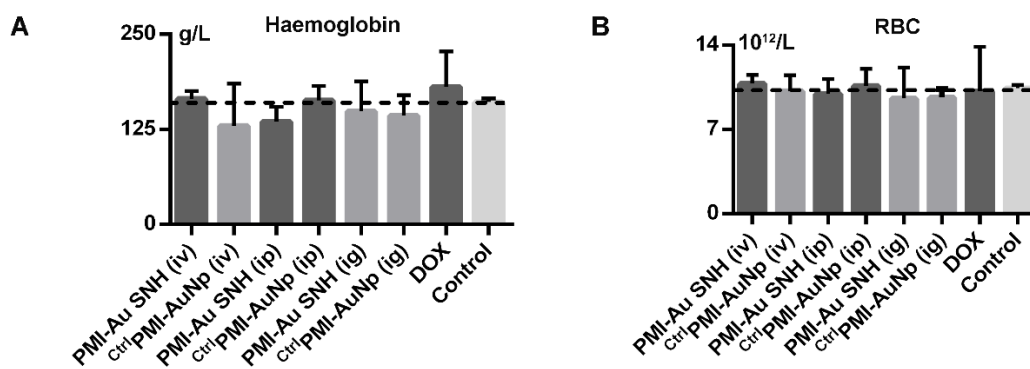 A
Haemoglobin
g/L
250
125
0
PMI-Au SNH (iv)
CtrlPMI-AuNp (iv)
PMI-Au SNH (ip)
CtrlPMI-AuNp (ip)
PMI-Au SNH (ig)
CtrlPMI-AuNp (ig)
DOX
Control
B
RBC
10¹²/L
14
7
0
PMI-Au SNH (iv)
CtrlPMI-AuNp (iv)
PMI-Au SNH (ip)
CtrlPMI-AuNp (ip)
PMI-Au SNH (ig)
CtrlPMI-AuNp (ig)
DOX
Control